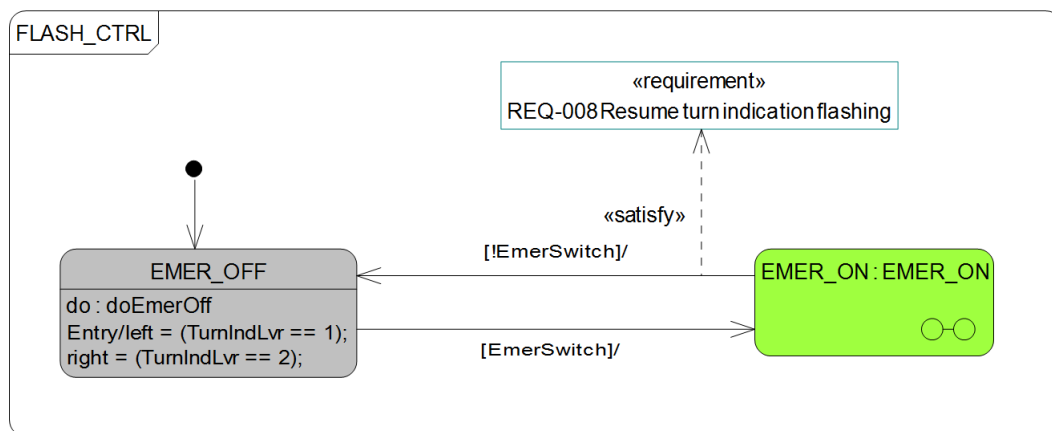 FLASH_CTRL
«requirement»
REQ-008 Resume turn indication flashing
«satisfy»
[!EmerSwitch]/
EMER_OFF
do : doEmerOff
Entry/left = (TurnIndLvr == 1);
right = (TurnIndLvr == 2);
EMER_ON : EMER_ON
[EmerSwitch]/